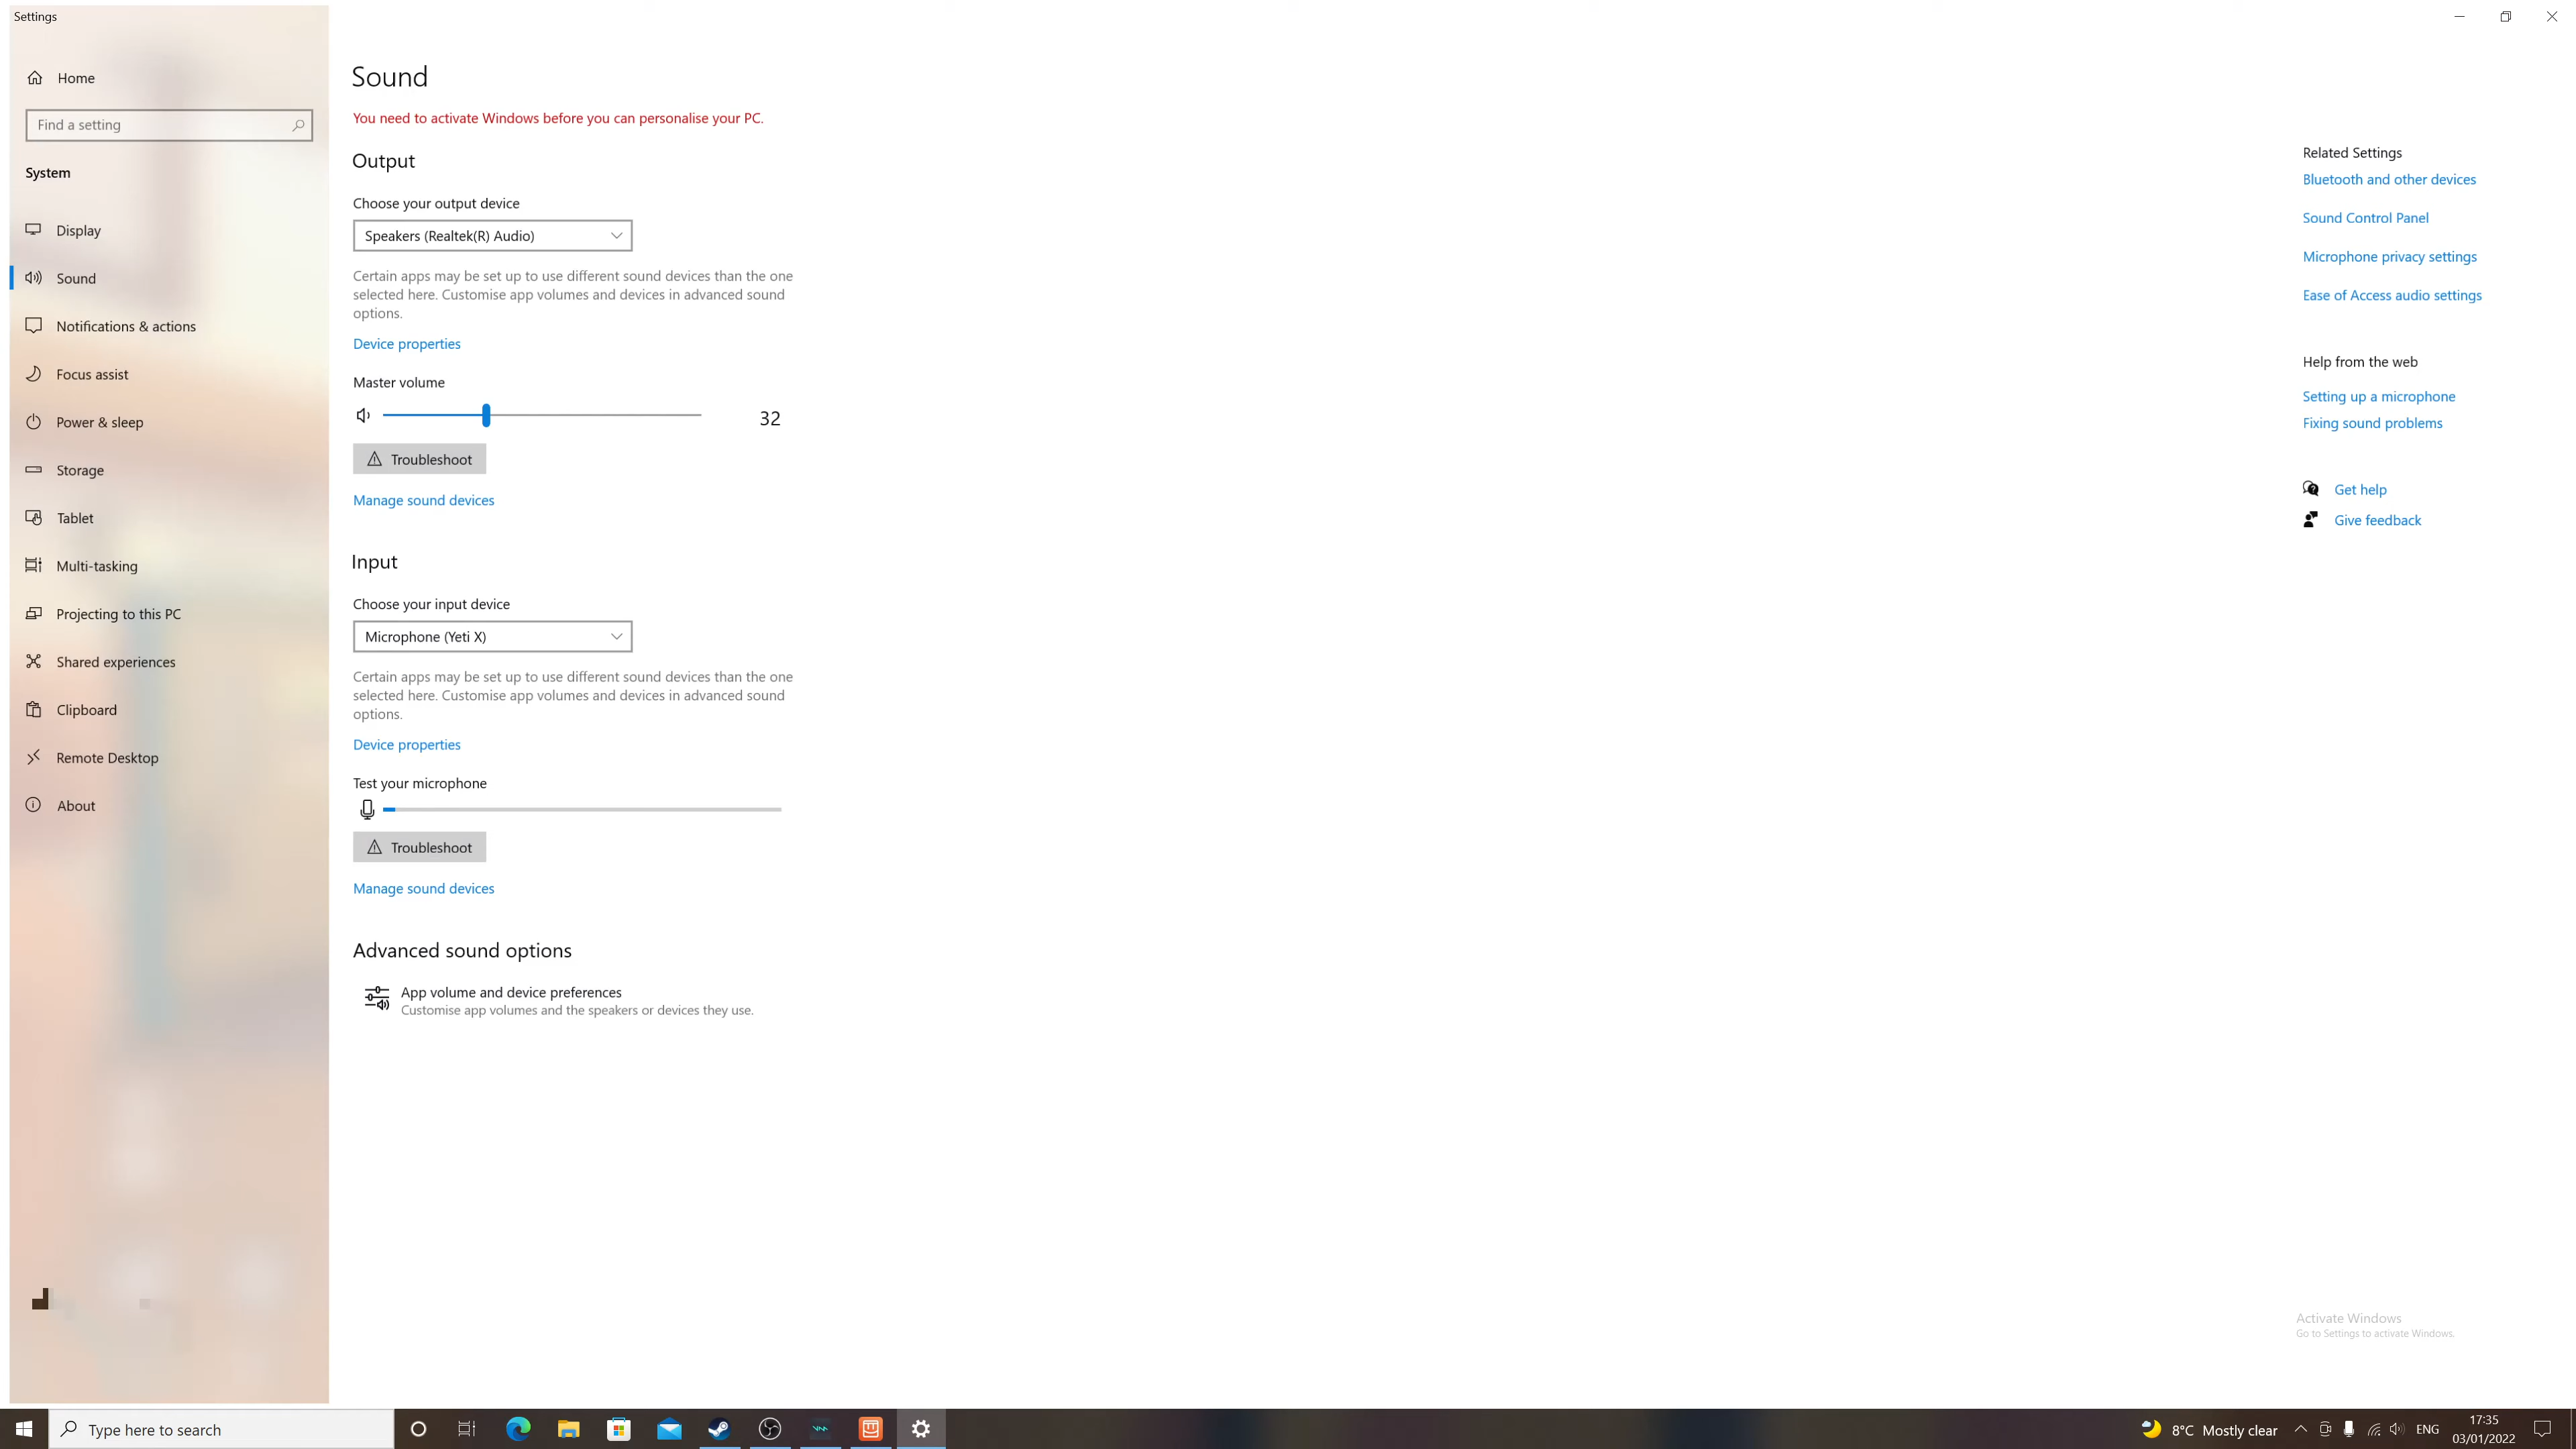 Settings
Home
Find a setting
System
Display
Sound
Notifications & actions
Focus assist
Power & sleep
Storage
Tablet
Multi-tasking
Projecting to this PC
Shared experiences
Clipboard
Remote Desktop
About
Sound
You need to activate Windows before you can personalise your PC.
Output
Choose your output device
Speakers (Realtek(R) Audio)
Certain apps may be set up to use different sound devices than the one
selected here. Customise app volumes and devices in advanced sound
options.
Device properties
Master volume
32
Troubleshoot
Manage sound devices
Input
Choose your input device
Microphone (Yeti X)
Certain apps may be set up to use different sound devices than the one
selected here. Customise app volumes and devices in advanced sound
options.
Device properties
Test your microphone
Troubleshoot
Manage sound devices
Advanced sound options
App volume and device preferences
Customise app volumes and the speakers or devices they use.
Related Settings
Bluetooth and other devices
Sound Control Panel
Microphone privacy settings
Ease of Access audio settings
Help from the web
Setting up a microphone
Fixing sound problems
Get help
Give feedback
Activate Windows
Go to Settings to activate Windows.
Type here to search
8°C Mostly clear
ENG
17:35
03/01/2022